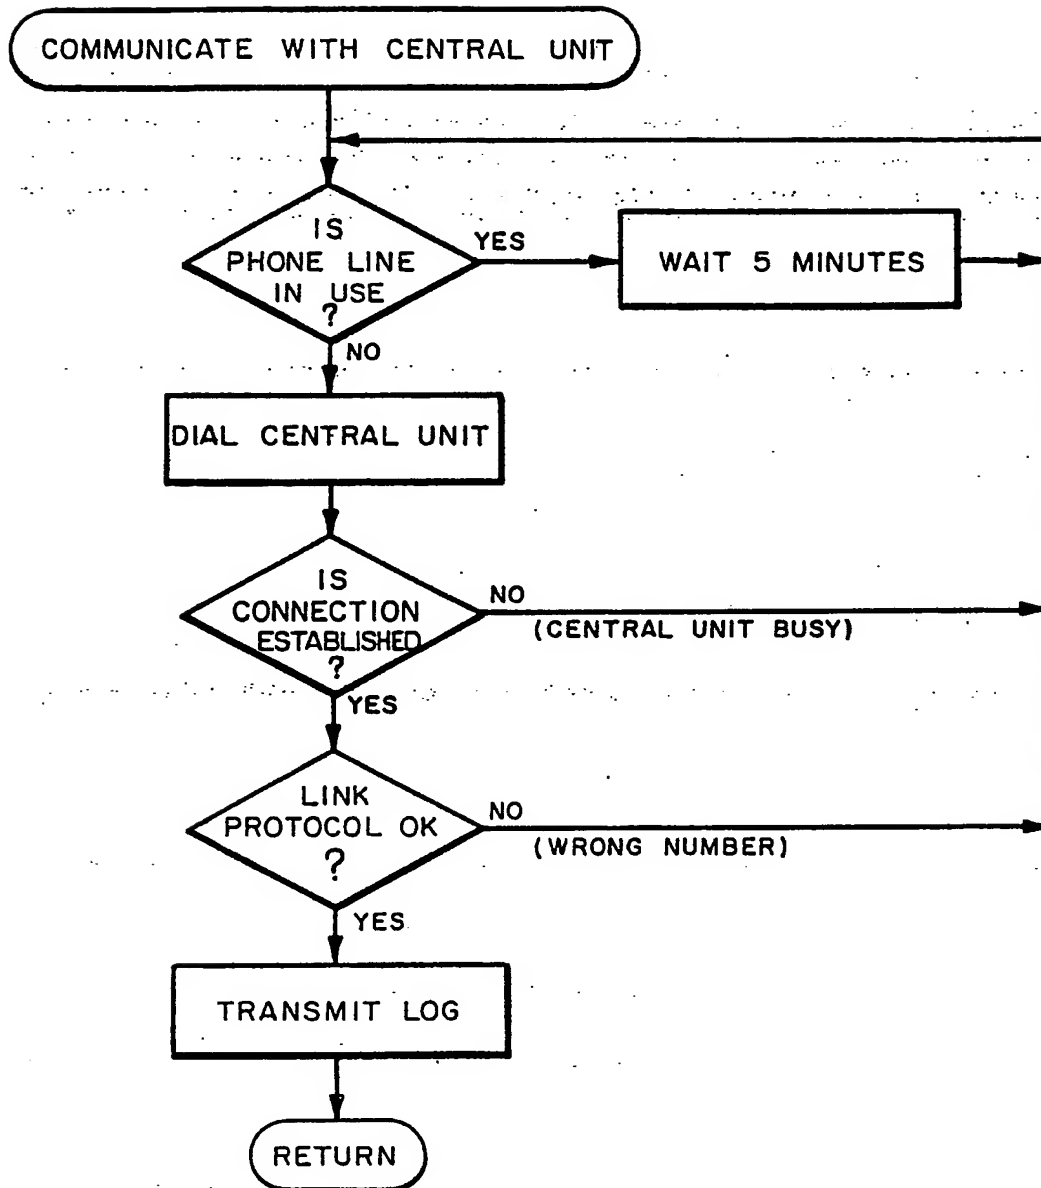 COMMUNICATE WITH CENTRAL UNIT
IS
PHONE LINE
IN USE
?
YES
WAIT 5 MINUTES
NO
DIAL CENTRAL UNIT
IS
CONNECTION
ESTABLISHED
?
NO
(CENTRAL UNIT BUSY)
YES
LINK
PROTOCOL OK
?
NO
(WRONG NUMBER)
YES
TRANSMIT LOG
RETURN